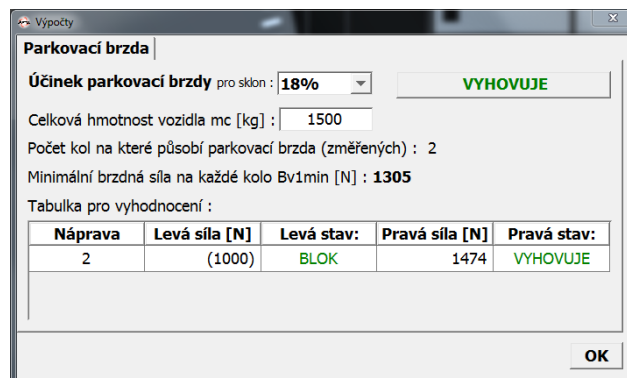 Výpočty
Parkovací brzda
Účinek parkovací brzdy pro sklon : 18% VYHOVUJE
Celková hmotnost vozidla mc [kg] : 1500
Počet kol na které působí parkovací brzda (změřených) : 2
Minimální brzdná síla na každé kolo Bv1min [N] : 1305
Tabulka pro vyhodnocení :
Náprava Levá síla [N] Levá stav: Pravá síla [N] Pravá stav:
2 (1000) BLOK 1474 VYHOVUJE
OK